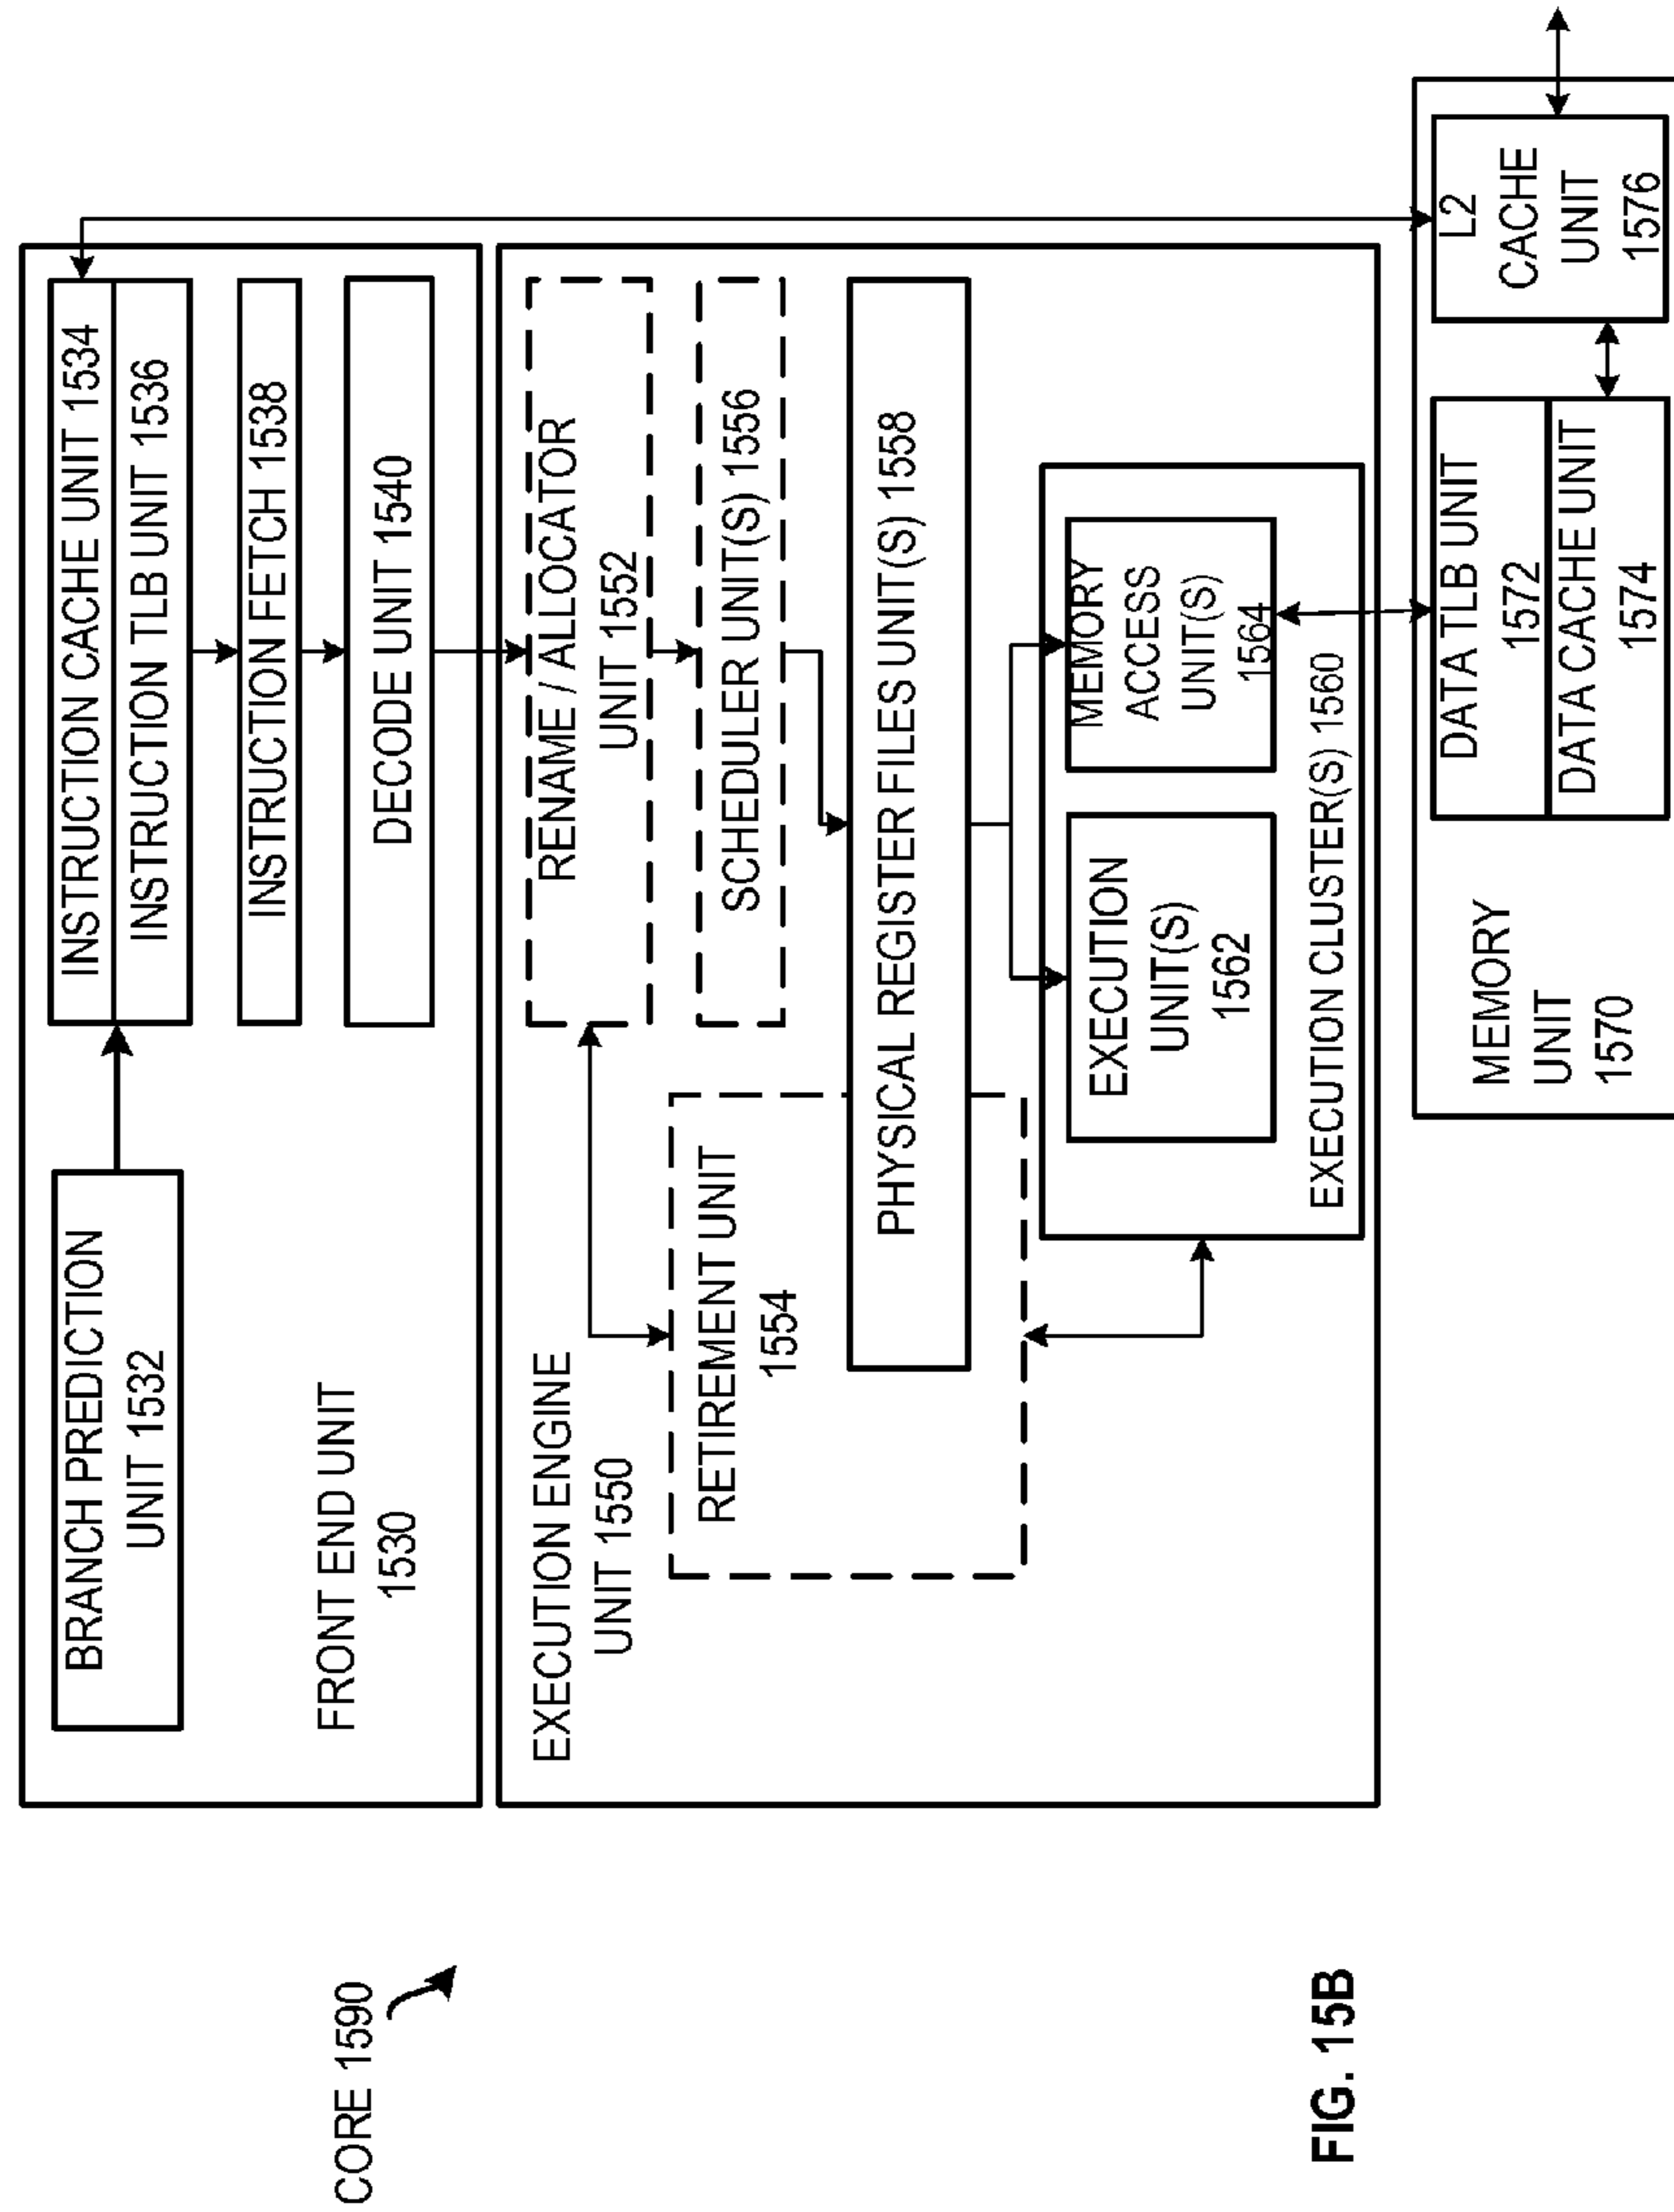 CORE 1590
BRANCH PREDICTION
UNIT 1532
INSTRUCTION CACHE UNIT 1534
INSTRUCTION TLB UNIT 1536
INSTRUCTION FETCH 1538
DECODE UNIT 1540
FRONT END UNIT
1530
EXECUTION ENGINE
UNIT 1550
RENAME / ALLOCATOR
UNIT 1552
RETIREMENT UNIT
1554
SCHEDULER UNIT(S) 1556
PHYSICAL REGISTER FILES UNIT(S) 1558
EXECUTION
UNIT(S)
1562
MEMORY
ACCESS
UNIT(S)
1564
EXECUTION CLUSTER(S) 1560
MEMORY
UNIT
1570
DATA TLB UNIT
1572
DATA CACHE UNIT
1574
L2
CACHE
UNIT
1576
FIG. 15B